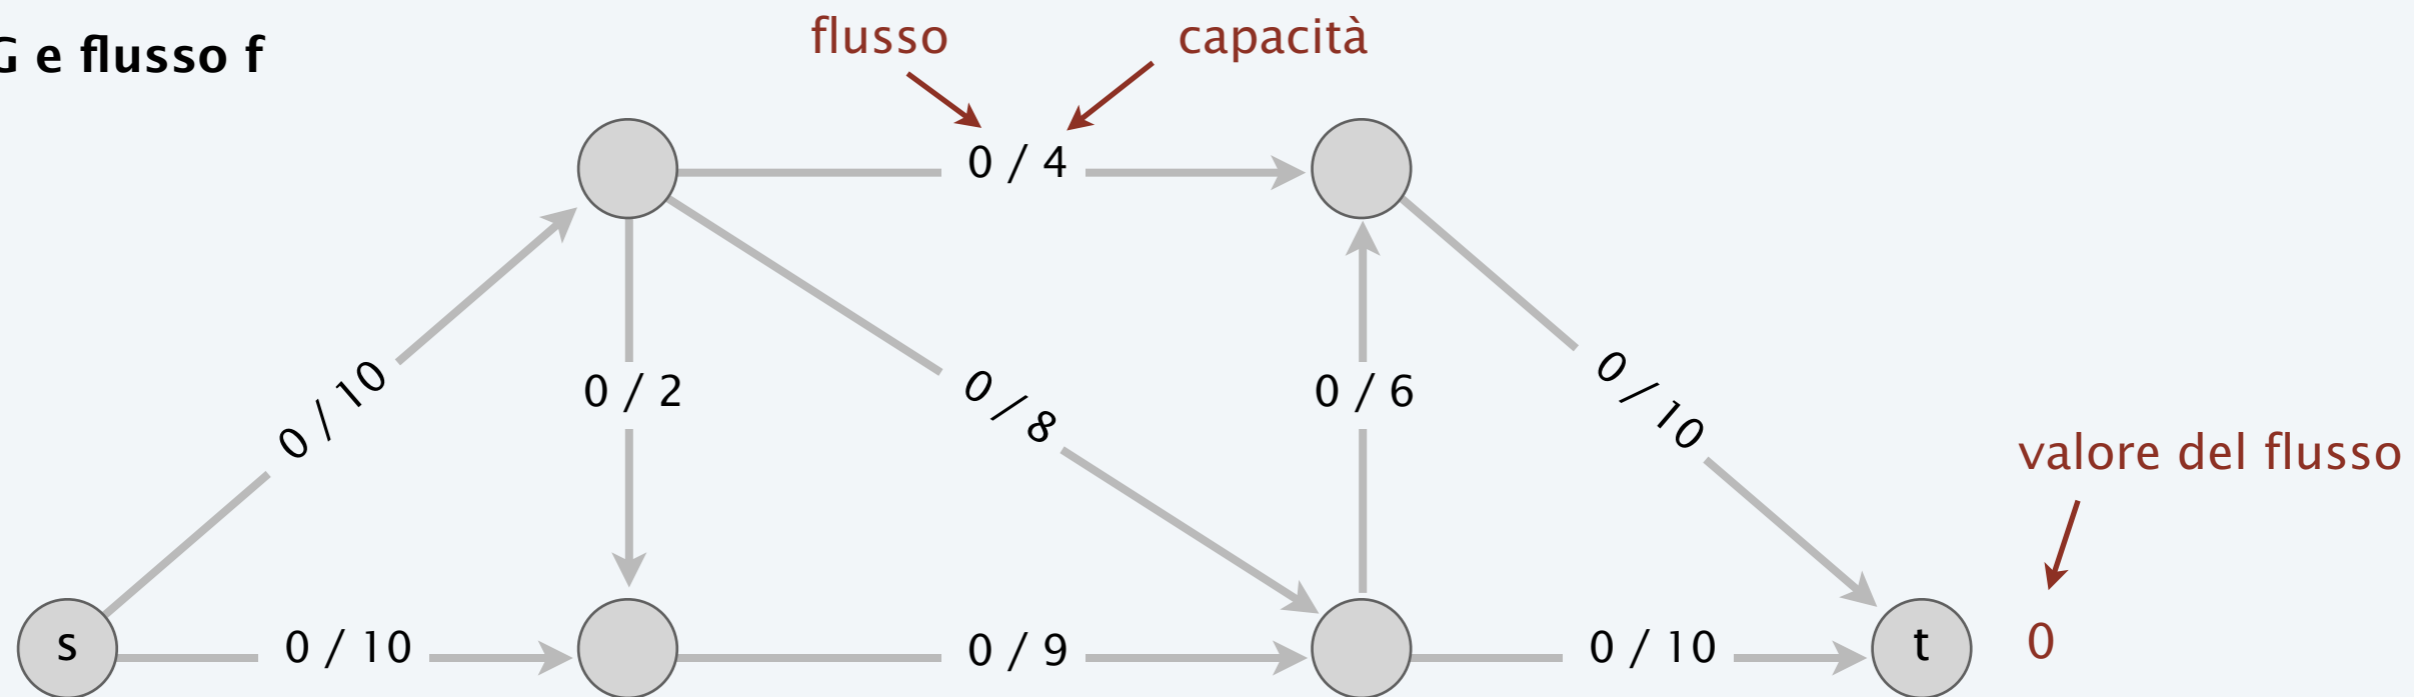 G e flusso f
flusso
capacità
0 / 4
0 / 10
0 / 2
0 / 8
0 / 6
0 / 10
valore del flusso
s
0 / 10
0 / 9
0 / 10
t
0